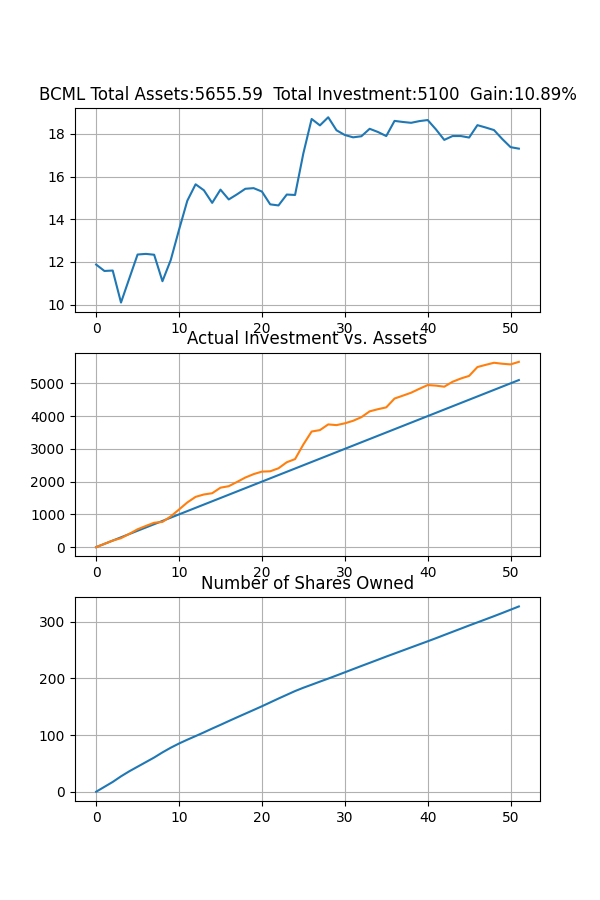 BCML Total Assets:5655.59  Total Investment:5100  Gain:10.89%
18
16
14
12
10
0 10 20 30 40 50
Actual Investment vs. Assets
5000
4000
3000
2000
1000
0
0 10 20 30 40 50
Number of Shares Owned
300
200
100
0
0 10 20 30 40 50